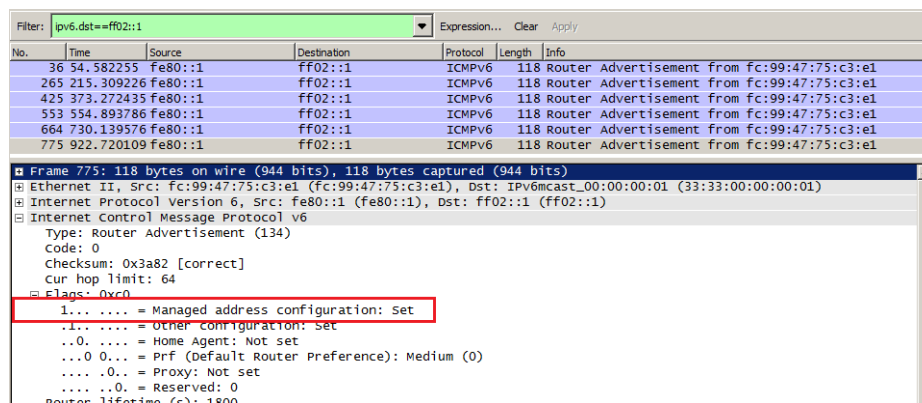 Filter: ipv6.dst==ff02::1 Expression... Clear Apply
No. Time Source Destination Protocol Length Info
36 54.582255 fe80::1 ff02::1 ICMPv6 118 Router Advertisement from fc:99:47:75:c3:e1
265 215.309226 fe80::1 ff02::1 ICMPv6 118 Router Advertisement from fc:99:47:75:c3:e1
425 373.272435 fe80::1 ff02::1 ICMPv6 118 Router Advertisement from fc:99:47:75:c3:e1
553 554.893786 fe80::1 ff02::1 ICMPv6 118 Router Advertisement from fc:99:47:75:c3:e1
664 730.139576 fe80::1 ff02::1 ICMPv6 118 Router Advertisement from fc:99:47:75:c3:e1
775 922.720109 fe80::1 ff02::1 ICMPv6 118 Router Advertisement from fc:99:47:75:c3:e1
Frame 775: 118 bytes on wire (944 bits), 118 bytes captured (944 bits)
Ethernet II, Src: fc:99:47:75:c3:e1 (fc:99:47:75:c3:e1), Dst: IPv6mcast_00:00:00:01 (33:33:00:00:00:01)
Internet Protocol Version 6, Src: fe80::1 (fe80::1), Dst: ff02::1 (ff02::1)
Internet Control Message Protocol v6
Type: Router Advertisement (134)
Code: 0
Checksum: 0x3a82 [correct]
Cur hop limit: 64
Flags: 0xc0
1... .... = Managed address configuration: Set
.1.. .... = Other configuration: Set
..0. .... = Home Agent: Not set
...0 0... = Prf (Default Router Preference): Medium (0)
.... .0.. = Proxy: Not set
.... ..0. = Reserved: 0
Router lifetime (s): 1800